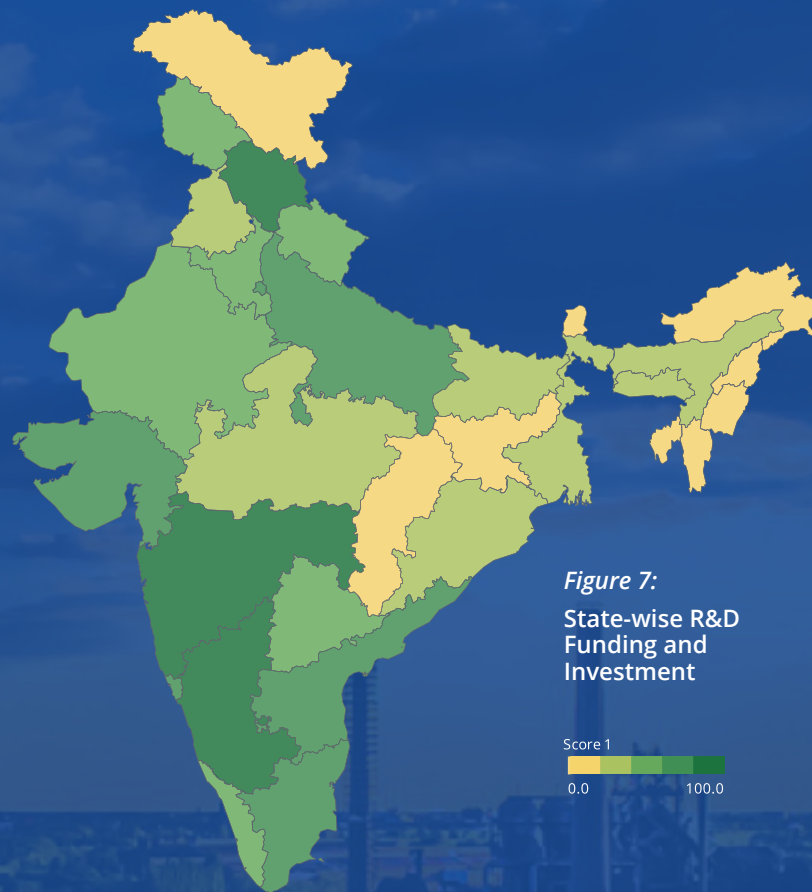 Figure 7:
State-wise R&D
Funding and
Investment
Score 1
0.0 100.0